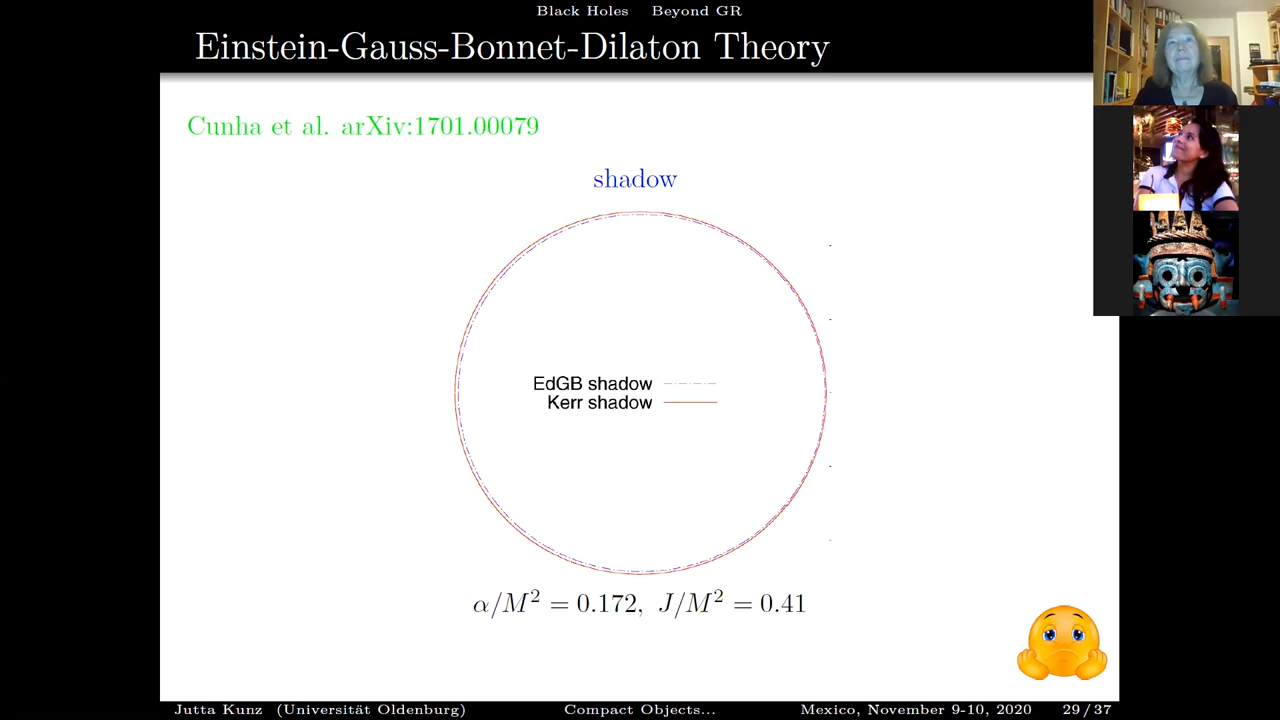 Black Holes Beyond GR
Einstein-Gauss-Bonnet-Dilaton Theory
Cunha et al. arXiv:1701.00079
shadow
EdGB shadow
Kerr shadow
α/M² = 0.172, J/M² = 0.41
Jutta Kunz (Universität Oldenburg) Compact Objects... Mexico, November 9-10, 2020 29/37